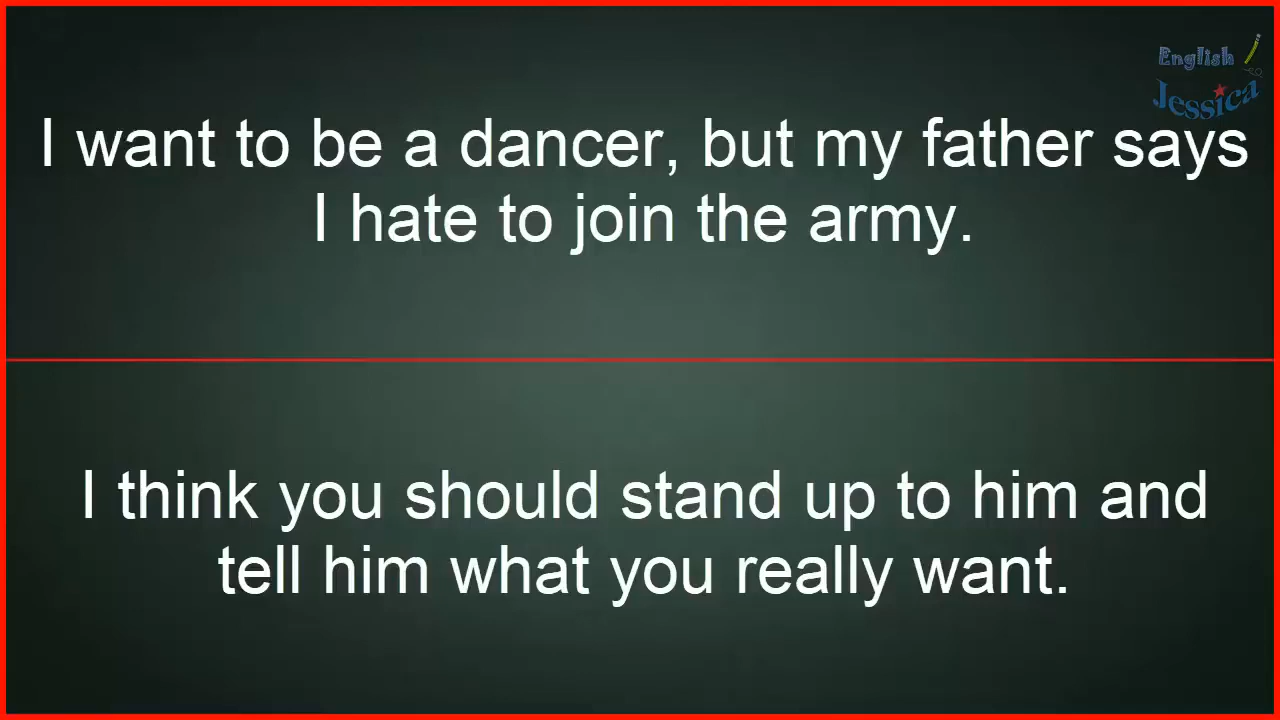 English
Jessica
I want to be a dancer, but my father says
I hate to join the army.
I think you should stand up to him and
tell him what you really want.